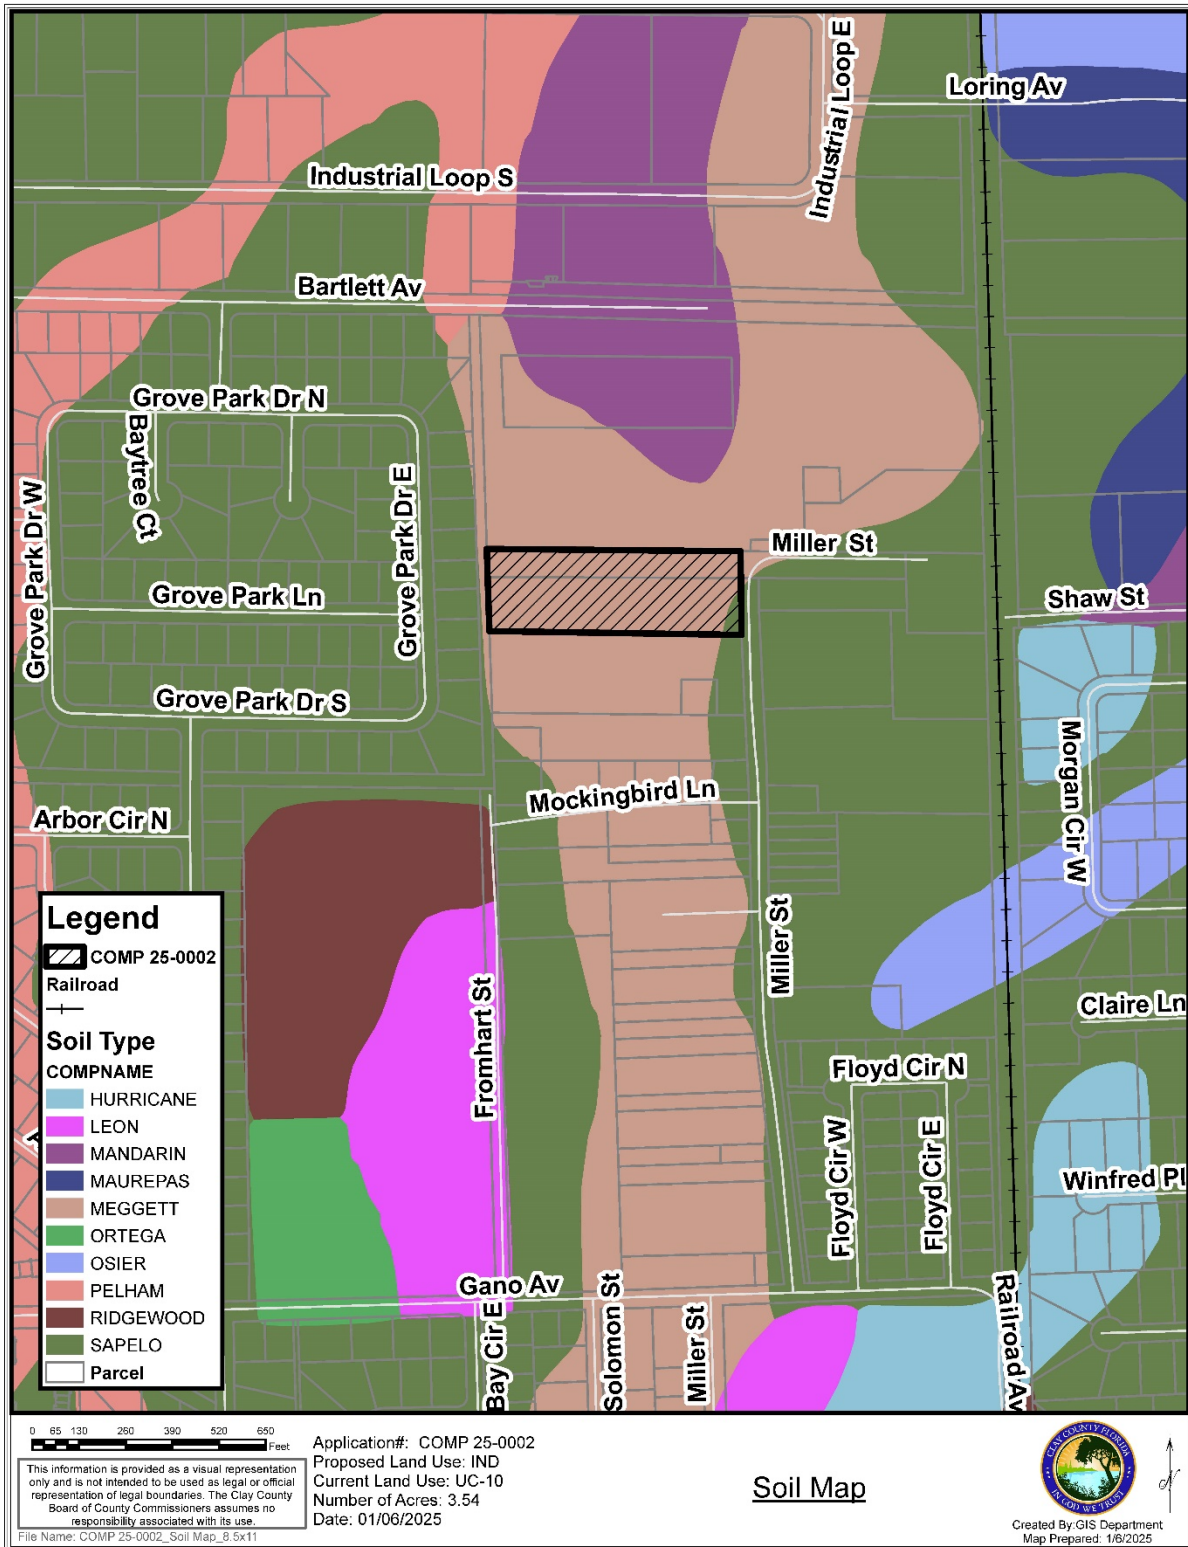 Industrial Loop E
Loring Av
Industrial Loop S
Bartlett Av
Grove Park Dr N
Baytree Ct
Grove Park Dr E
Grove Park Dr W
Miller St
Grove Park Ln
Shaw St
Grove Park Dr S
Morgan Cir W
Mockingbird Ln
Arbor Cir N
Miller St
Fromhart St
Claire Ln
Floyd Cir N
Floyd Cir W
Floyd Cir E
Winfred Pl
Gano Av
Bay Cir E
Solomon St
Miller St
Railroad Av
Legend
COMP 25-0002
Railroad
Soil Type
COMPNAME
HURRICANE
LEON
MANDARIN
MAUREPAS
MEGGETT
ORTEGA
OSIER
PELHAM
RIDGEWOOD
SAPELO
Parcel
0 65 130 260 390 520 650
Feet
This information is provided as a visual representation
only and is not intended to be used as legal or official
representation of legal boundaries. The Clay County
Board of County Commissioners assumes no
responsibility associated with its use.
File Name: COMP 25-0002_Soil Map_8.5x11
Application#: COMP 25-0002
Proposed Land Use: IND
Current Land Use: UC-10
Number of Acres: 3.54
Date: 01/06/2025
Soil Map
CLAY COUNTY FLORIDA
IN GOD WE TRUST
N
Created By:GIS Department
Map Prepared: 1/6/2025